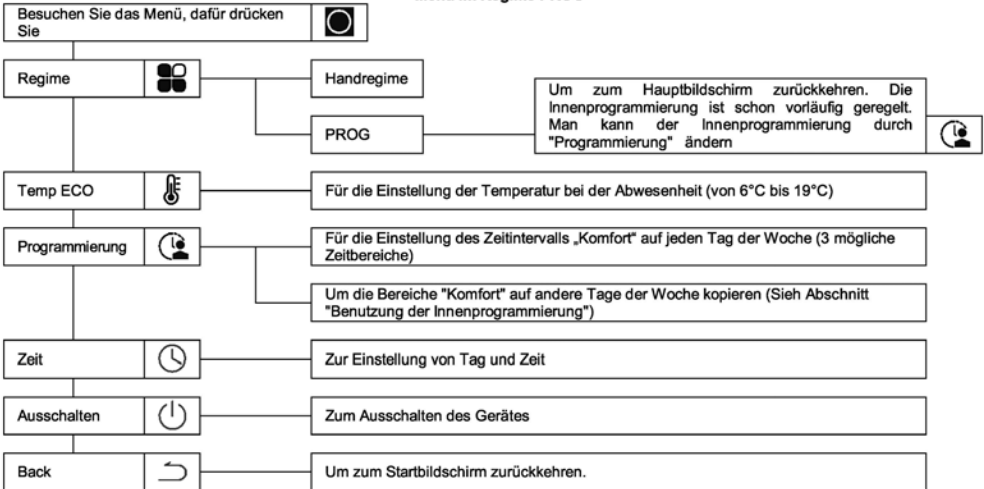 Besuchen Sie das Menü, dafür drücken
Sie
Regime
Handregime
PROG
Um zum Hauptbildschirm zurückkehren. Die
Innenprogrammierung ist schon vorläufig geregelt.
Man kann der Innenprogrammierung durch
"Programmierung" ändern
Temp ECO
Für die Einstellung der Temperatur bei der Abwesenheit (von 6°C bis 19°C)
Programmierung
Für die Einstellung des Zeitintervalls „Komfort“ auf jeden Tag der Woche (3 mögliche
Zeitbereiche)
Um die Bereiche "Komfort" auf andere Tage der Woche kopieren (Sieh Abschnitt
"Benutzung der Innenprogrammierung")
Zeit
Zur Einstellung von Tag und Zeit
Ausschalten
Zum Ausschalten des Gerätes
Back
Um zum Startbildschirm zurückkehren.